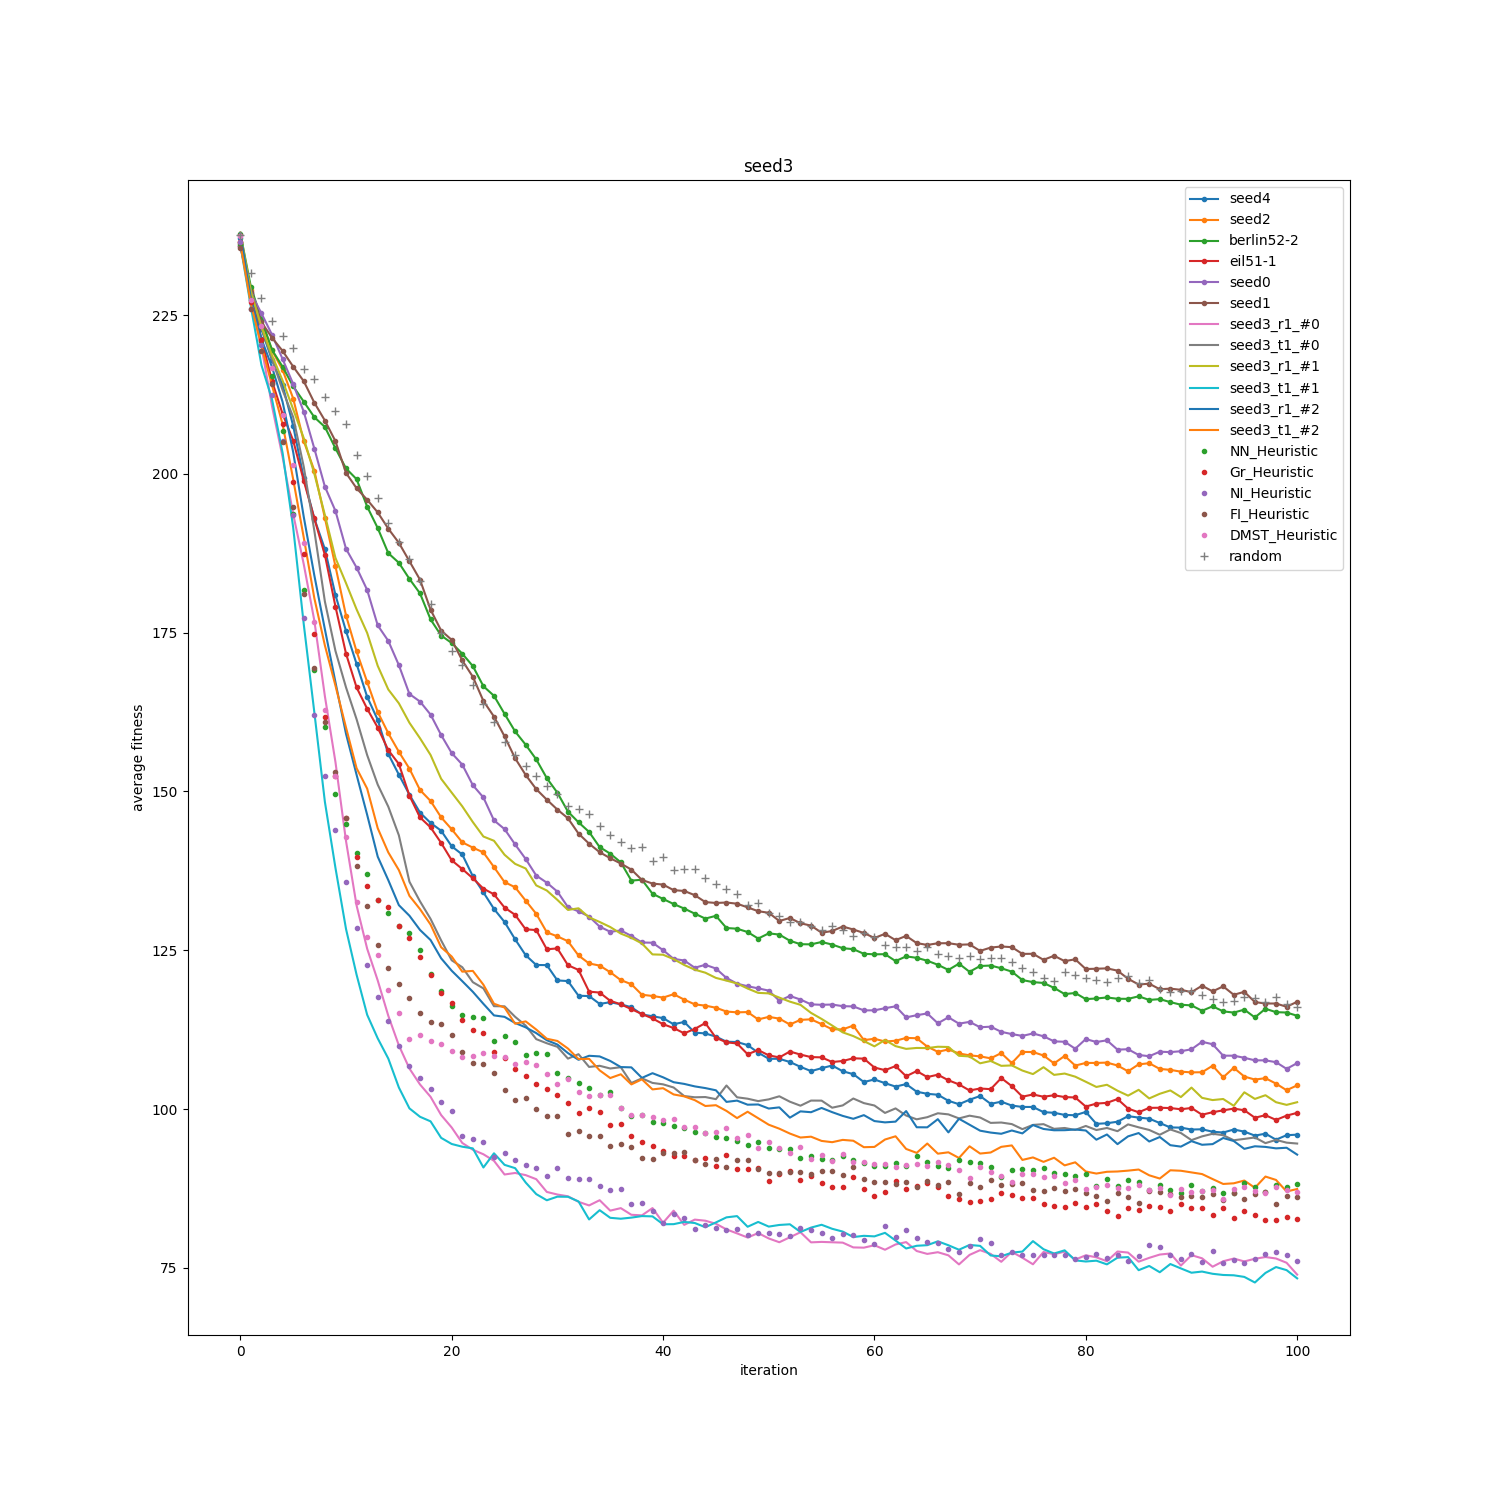 seed3
seed4
seed2
berlin52-2
eil51-1
seed0
seed1
seed3_r1_#0
seed3_t1_#0
seed3_r1_#1
seed3_t1_#1
seed3_r1_#2
seed3_t1_#2
NN_Heuristic
Gr_Heuristic
NI_Heuristic
FI_Heuristic
DMST_Heuristic
random
225
200
175
150
125
100
75
average fitness
0 20 40 60 80 100
iteration